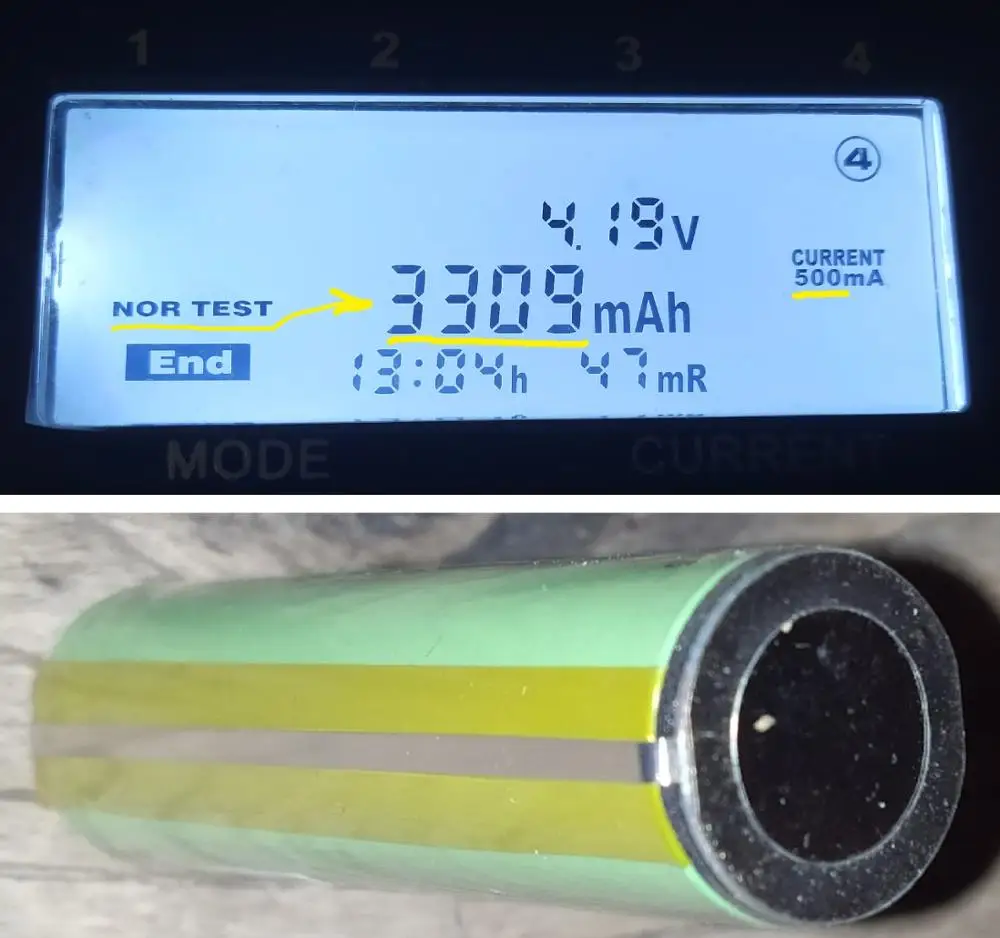 1 2 3 4
4
4.19V
CURRENT
500mA
NOR TEST
3309mAh
End
13:04h 47mR
MODE CURRENT